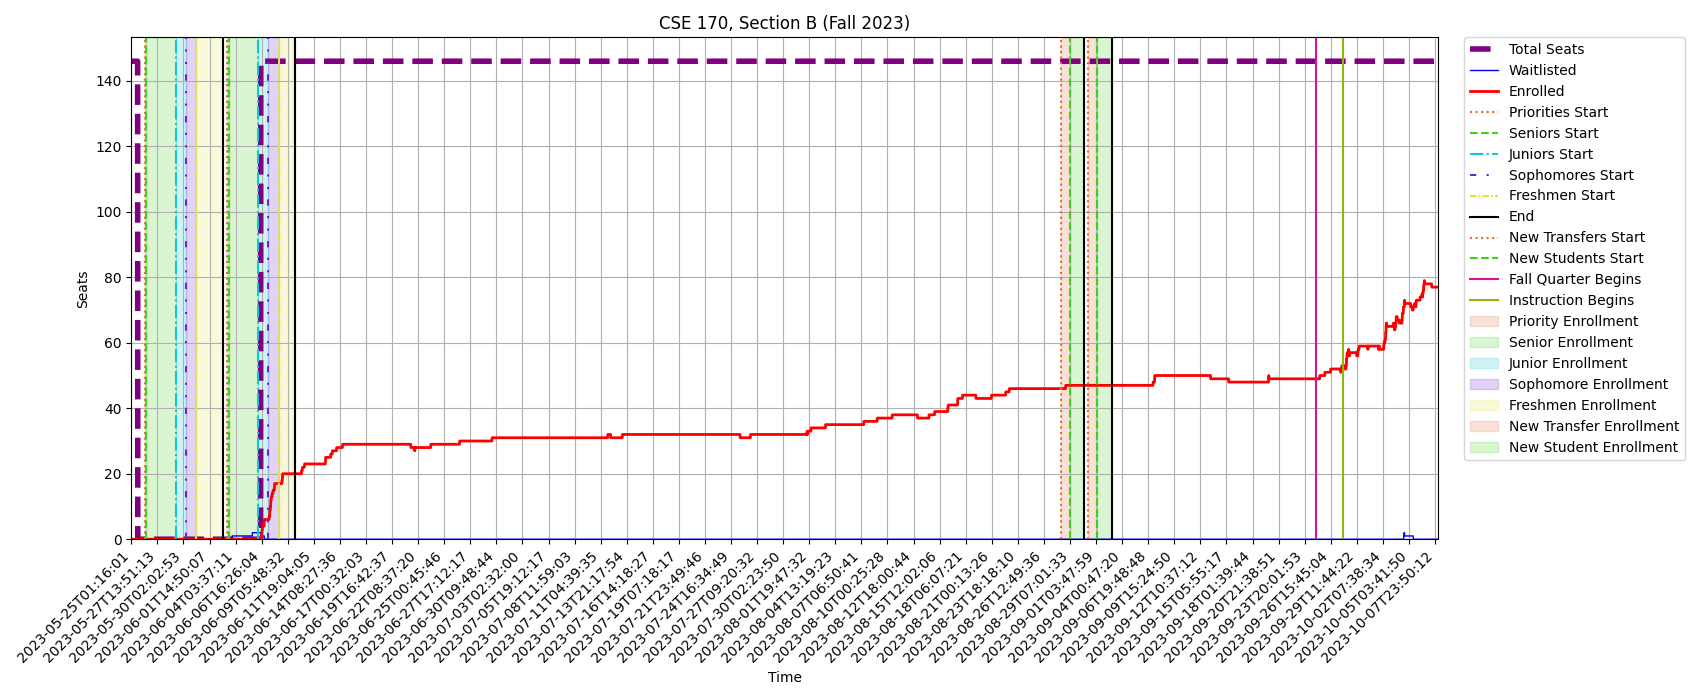 CSE 170, Section B (Fall 2023)
Seats
140
120
100
80
60
40
20
0
2023-05-25T01:16:01
2023-05-27T13:51:13
2023-05-30T02:02:53
2023-06-01T14:50:07
2023-06-04T03:37:11
2023-06-06T16:26:04
2023-06-09T05:48:32
2023-06-11T19:04:05
2023-06-14T08:27:36
2023-06-17T00:32:03
2023-06-19T16:42:37
2023-06-22T08:37:20
2023-06-25T00:45:46
2023-06-27T17:12:17
2023-06-30T09:48:44
2023-07-03T02:32:00
2023-07-05T19:12:17
2023-07-08T11:59:03
2023-07-11T04:39:35
2023-07-13T21:17:54
2023-07-16T14:18:27
2023-07-19T07:18:17
2023-07-21T23:49:46
2023-07-24T16:34:49
2023-07-27T09:20:32
2023-07-30T02:23:50
2023-08-01T19:47:32
2023-08-04T13:19:23
2023-08-07T06:50:41
2023-08-10T00:25:28
2023-08-12T18:00:44
2023-08-15T12:02:06
2023-08-18T06:07:21
2023-08-21T00:13:26
2023-08-23T18:18:10
2023-08-26T12:49:36
2023-08-29T07:01:33
2023-09-01T03:47:59
2023-09-04T00:47:20
2023-09-06T19:48:48
2023-09-09T15:24:50
2023-09-12T10:37:12
2023-09-15T05:55:17
2023-09-18T01:39:44
2023-09-20T21:38:51
2023-09-23T20:01:53
2023-09-26T15:45:04
2023-09-29T11:44:22
2023-10-02T07:38:34
2023-10-05T03:41:50
2023-10-07T23:50:12
Time
Total Seats
Waitlisted
Enrolled
Priorities Start
Seniors Start
Juniors Start
Sophomores Start
Freshmen Start
End
New Transfers Start
New Students Start
Fall Quarter Begins
Instruction Begins
Priority Enrollment
Senior Enrollment
Junior Enrollment
Sophomore Enrollment
Freshmen Enrollment
New Transfer Enrollment
New Student Enrollment